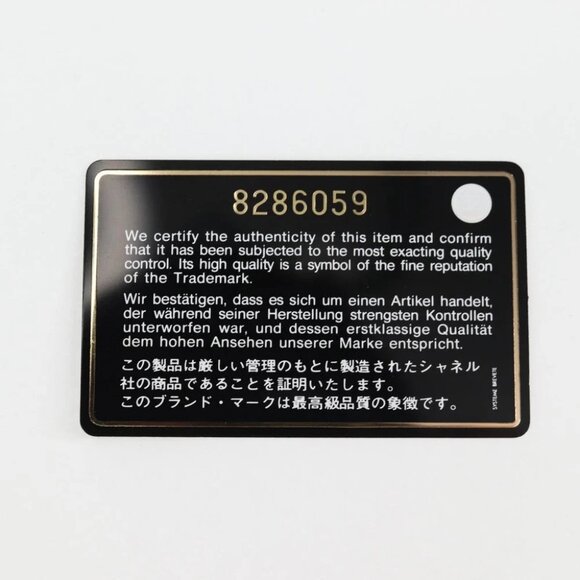 8286059
We certify the authenticity of this item and confirm
that it has been subjected to the most exacting quality
control. Its high quality is a symbol of the fine reputation
of the Trademark.
Wir bestätigen, dass es sich um einen Artikel handelt,
der während seiner Herstellung strengsten Kontrollen
unterworfen war, und dessen erstklassige Qualität
dem hohen Ansehen unserer Marke entspricht.
この製品は厳しい管理のもとに製造されたシャネル
社の商品であることを証明いたします。
このブランド・マークは最高級品質の象徴です。
SYSTEME BREVETE